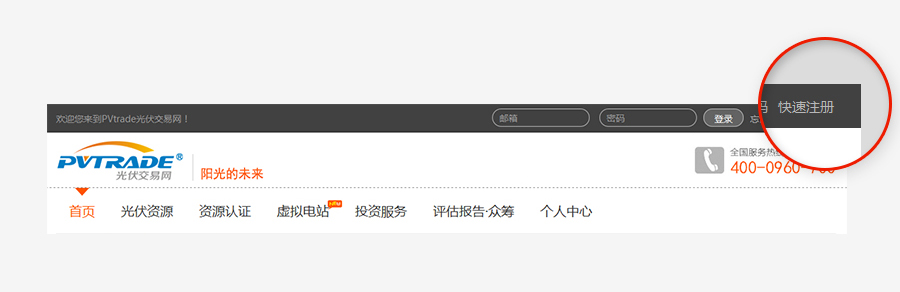 欢迎您来到PVtrade光伏交易网！ 邮箱 密码 登录 忘 码 快速注册
PVTRADE®
光伏交易网
阳光的未来
全国服务热
400-0960-
首页 光伏资源 资源认证 虚拟电站 投资服务 评估报告·众筹 个人中心